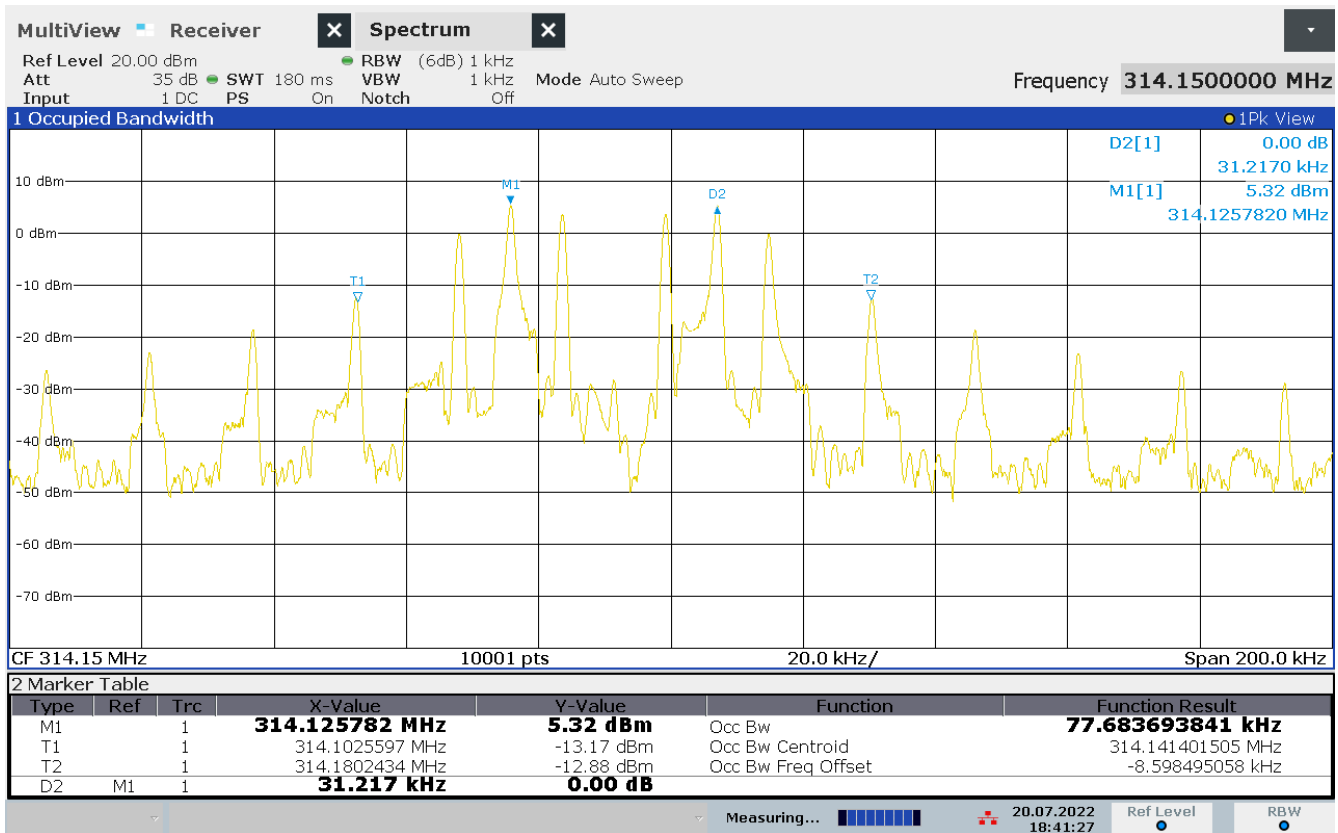 MultiView Receiver X Spectrum X
Ref Level 20.00 dBm RBW (6dB) 1 kHz
Att 35 dB SWT 180 ms VBW 1 kHz Mode Auto Sweep
Input 1 DC PS On Notch Off
Frequency 314.1500000 MHz
1 Occupied Bandwidth 1Pk View
D2[1] 0.00 dB
31.2170 kHz
M1[1] 5.32 dBm
314.1257820 MHz
10 dBm
M1
D2
0 dBm
-10 dBm
T1
T2
-20 dBm
-30 dBm
-40 dBm
-50 dBm
-60 dBm
-70 dBm
CF 314.15 MHz 10001 pts 20.0 kHz/ Span 200.0 kHz
2 Marker Table
Type Ref Trc X-Value Y-Value Function Function Result
M1 1 314.125782 MHz 5.32 dBm Occ Bw 77.683693841 kHz
T1 1 314.1025597 MHz -13.17 dBm Occ Bw Centroid 314.141401505 MHz
T2 1 314.1802434 MHz -12.88 dBm Occ Bw Freq Offset -8.598495058 kHz
D2 M1 1 31.217 kHz 0.00 dB
Measuring... 20.07.2022 Ref Level RBW
18:41:27